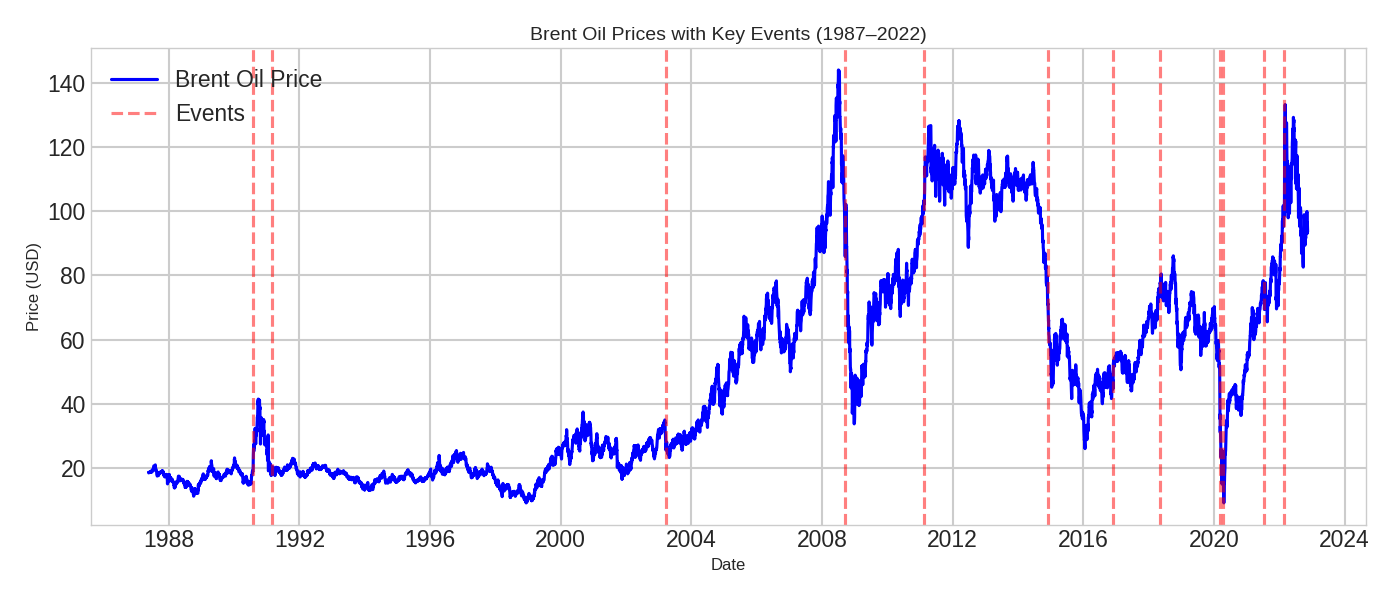 Brent Oil Prices with Key Events (1987–2022)
Brent Oil Price
Events
Price (USD)
140
120
100
80
60
40
20
1988 1992 1996 2000 2004 2008 2012 2016 2020 2024
Date